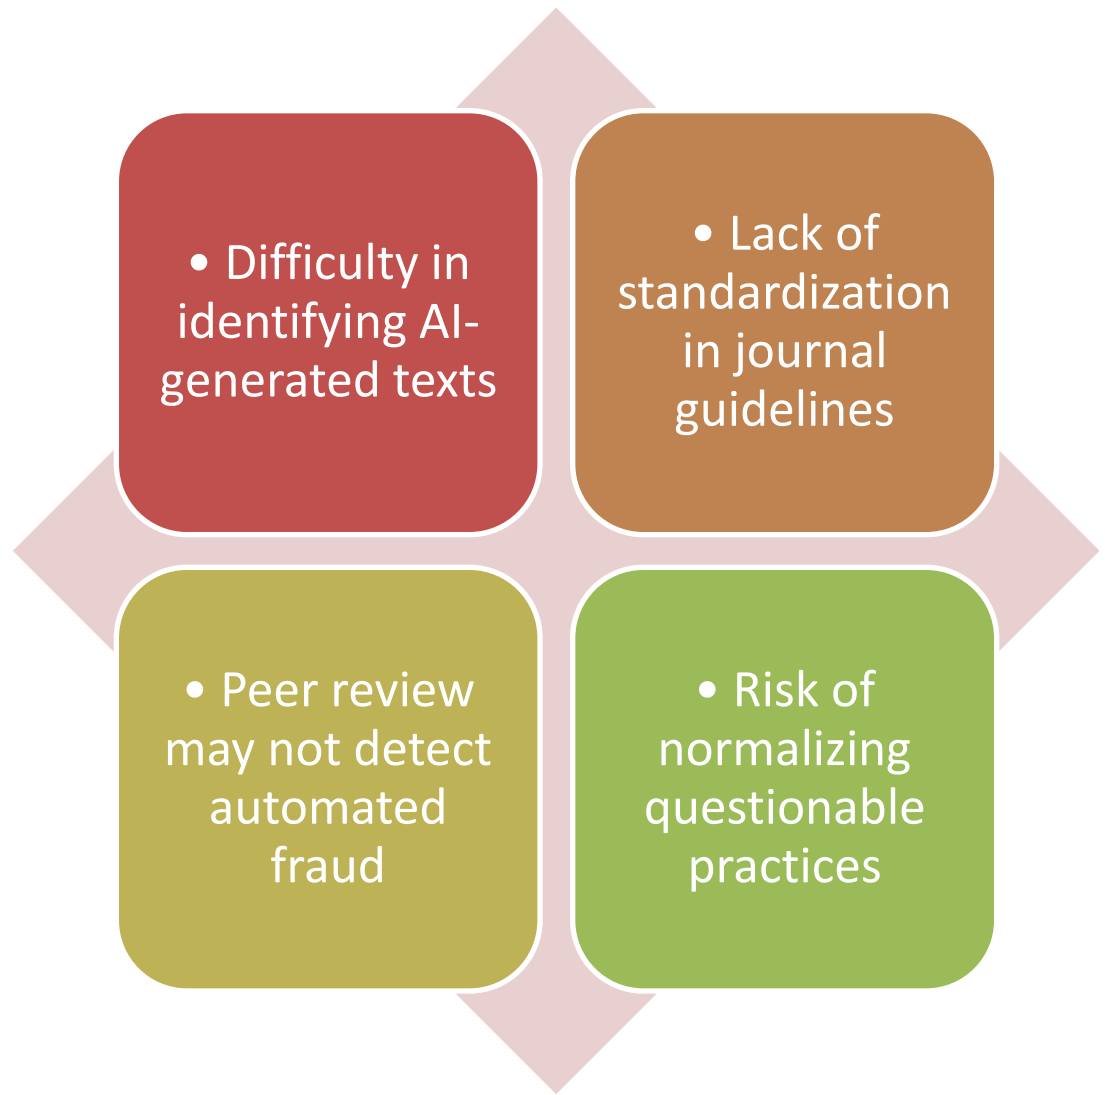 • Difficulty in
identifying AI-
generated texts
• Lack of
standardization
in journal
guidelines
• Peer review
may not detect
automated
fraud
• Risk of
normalizing
questionable
practices